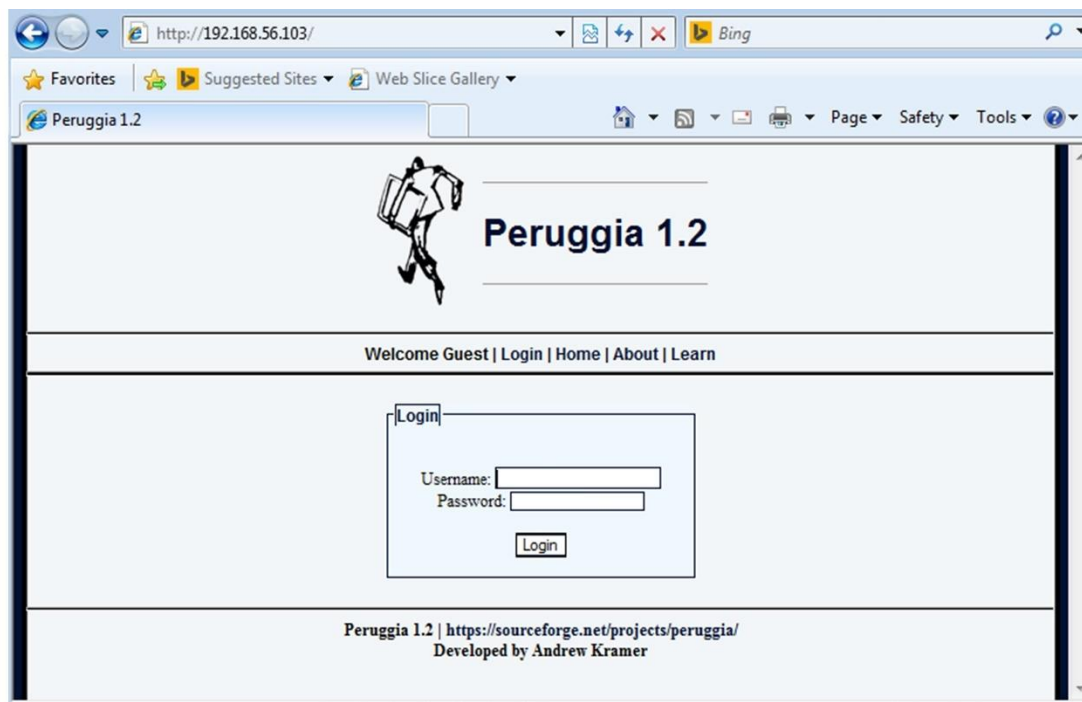 http://192.168.56.103/ Bing
Favorites Suggested Sites Web Slice Gallery
Peruggia 1.2 Page Safety Tools
Peruggia 1.2
Welcome Guest | Login | Home | About | Learn
Login
Username:
Password:
Login
Peruggia 1.2 | https://sourceforge.net/projects/peruggia/
Developed by Andrew Kramer